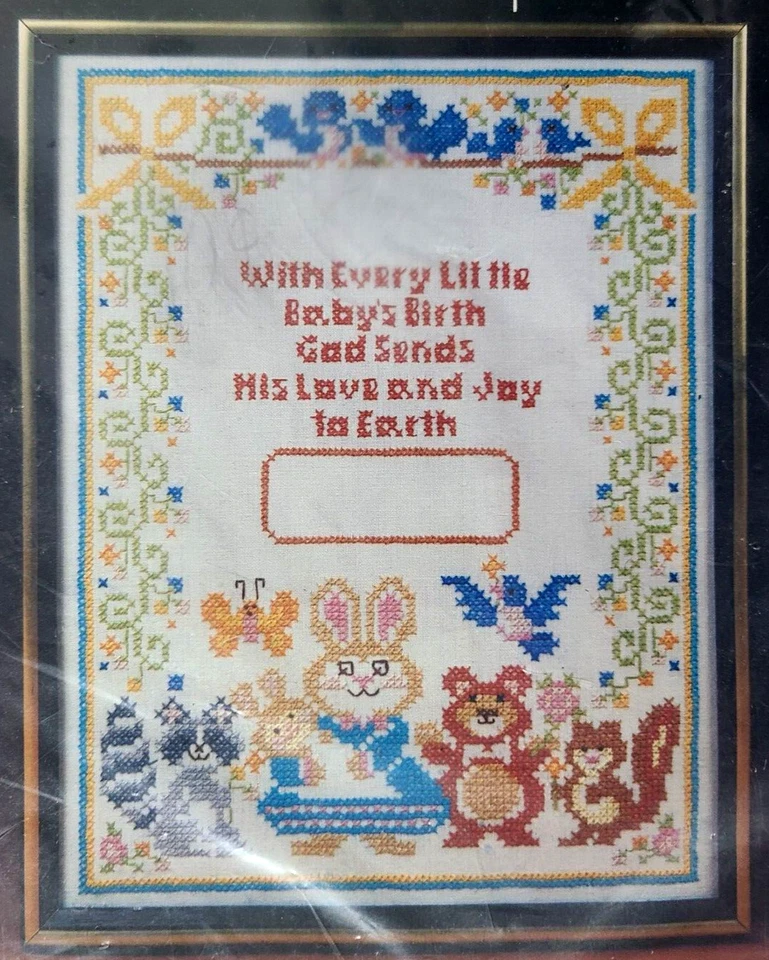 With Every Little
Baby's Birth
God Sends
His Love and Joy
to Earth